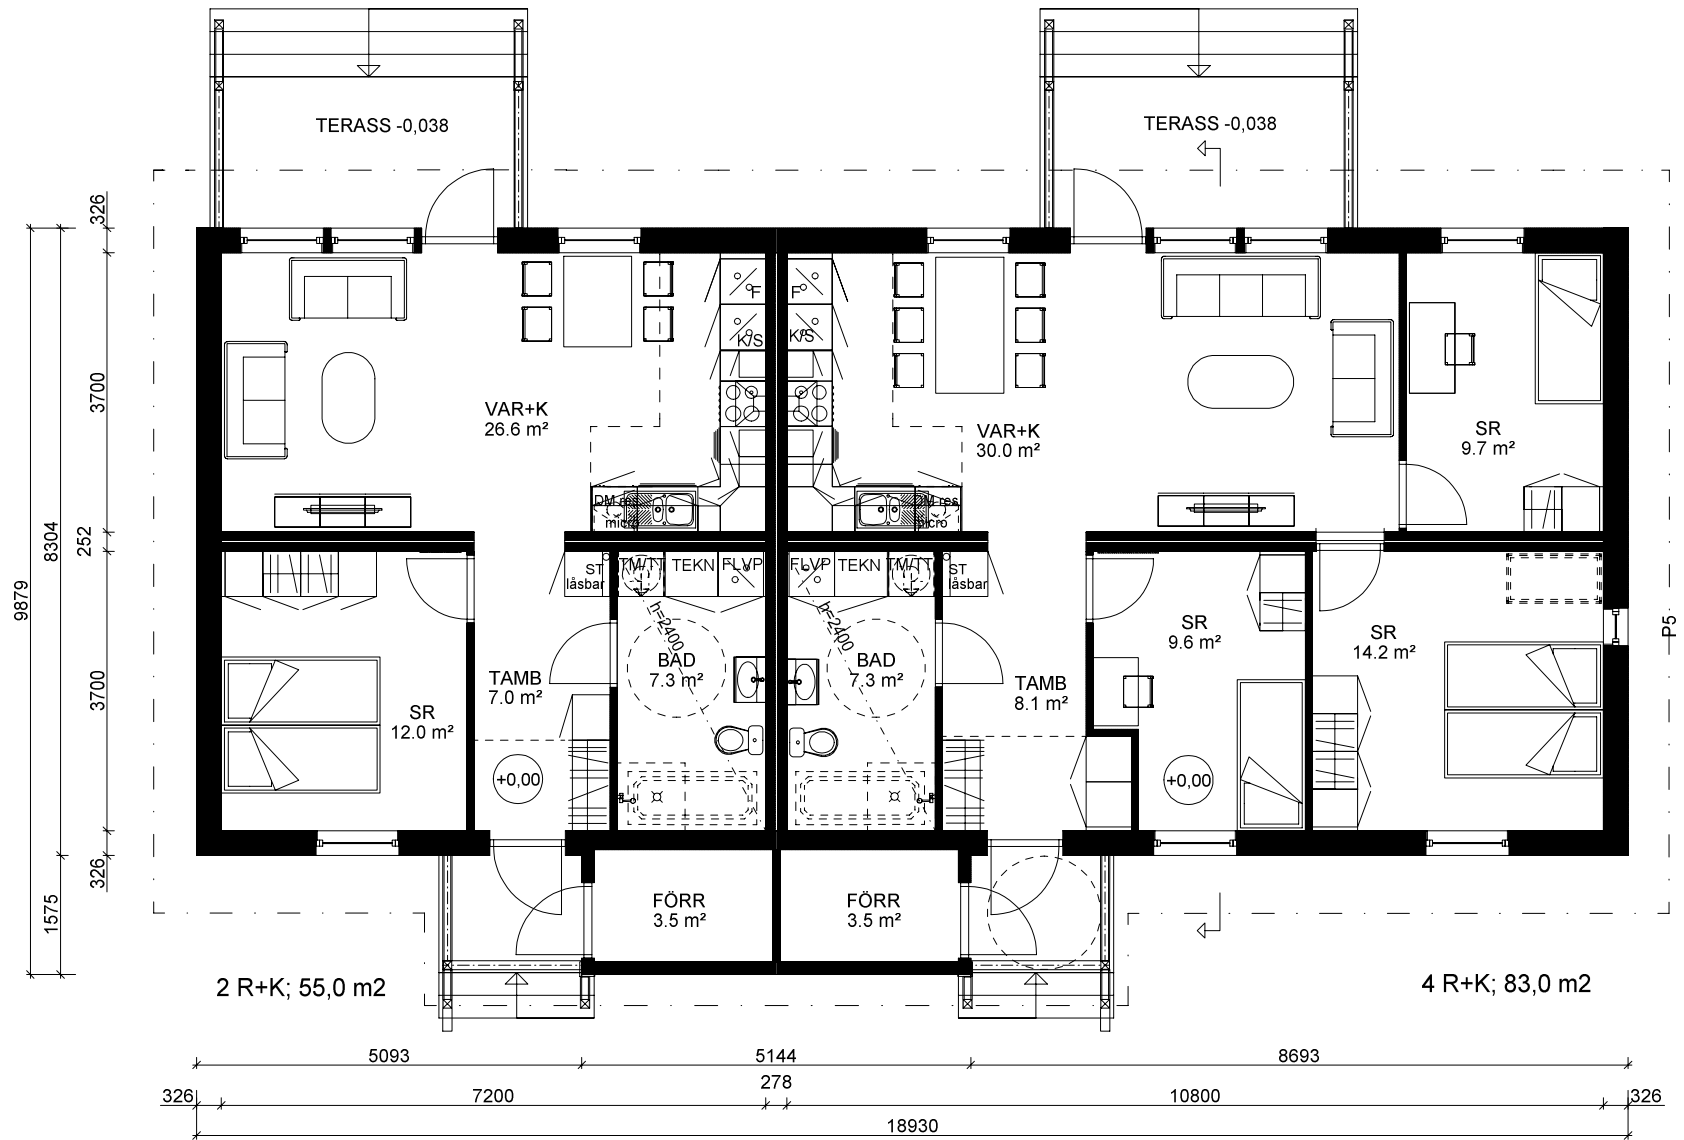 TERASS -0,038
TERASS -0,038
326
8304
3700
9879
252
3700
326
1575
F
F
K/S
K/S
VAR+K
26.6 m²
VAR+K
30.0 m²
SR
9.7 m²
DM res
micro
DM res
micro
ST
låsbar
TM/TT
TEKN
FLVP
FLVP
TEKN
TM/TT
ST
låsbar
h=2400
h=2400
SR
12.0 m²
TAMB
7.0 m²
BAD
7.3 m²
BAD
7.3 m²
TAMB
8.1 m²
SR
9.6 m²
SR
14.2 m²
P5
+0,00
+0,00
FÖRR
3.5 m²
FÖRR
3.5 m²
2 R+K; 55,0 m2
4 R+K; 83,0 m2
5093
5144
8693
326
7200
278
10800
326
18930